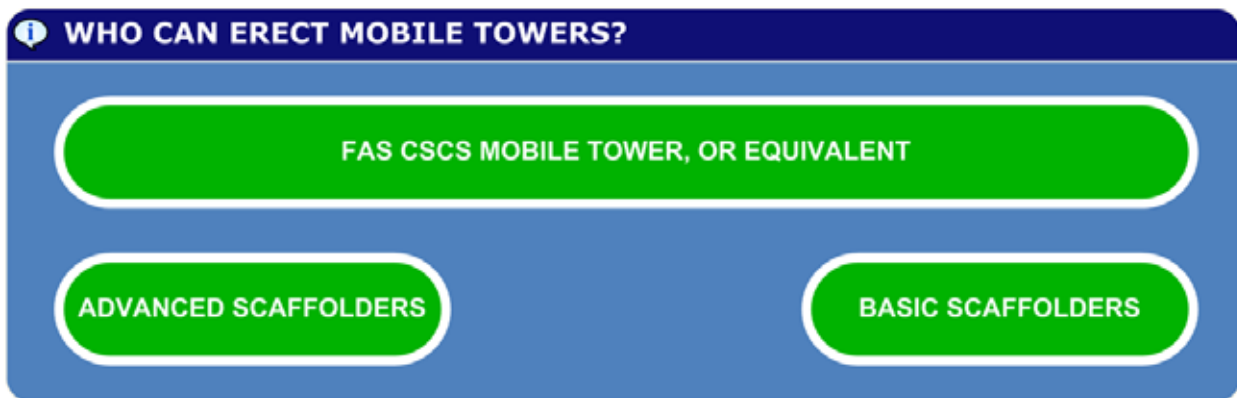 WHO CAN ERECT MOBILE TOWERS?
FAS CSCS MOBILE TOWER, OR EQUIVALENT
ADVANCED SCAFFOLDERS
BASIC SCAFFOLDERS